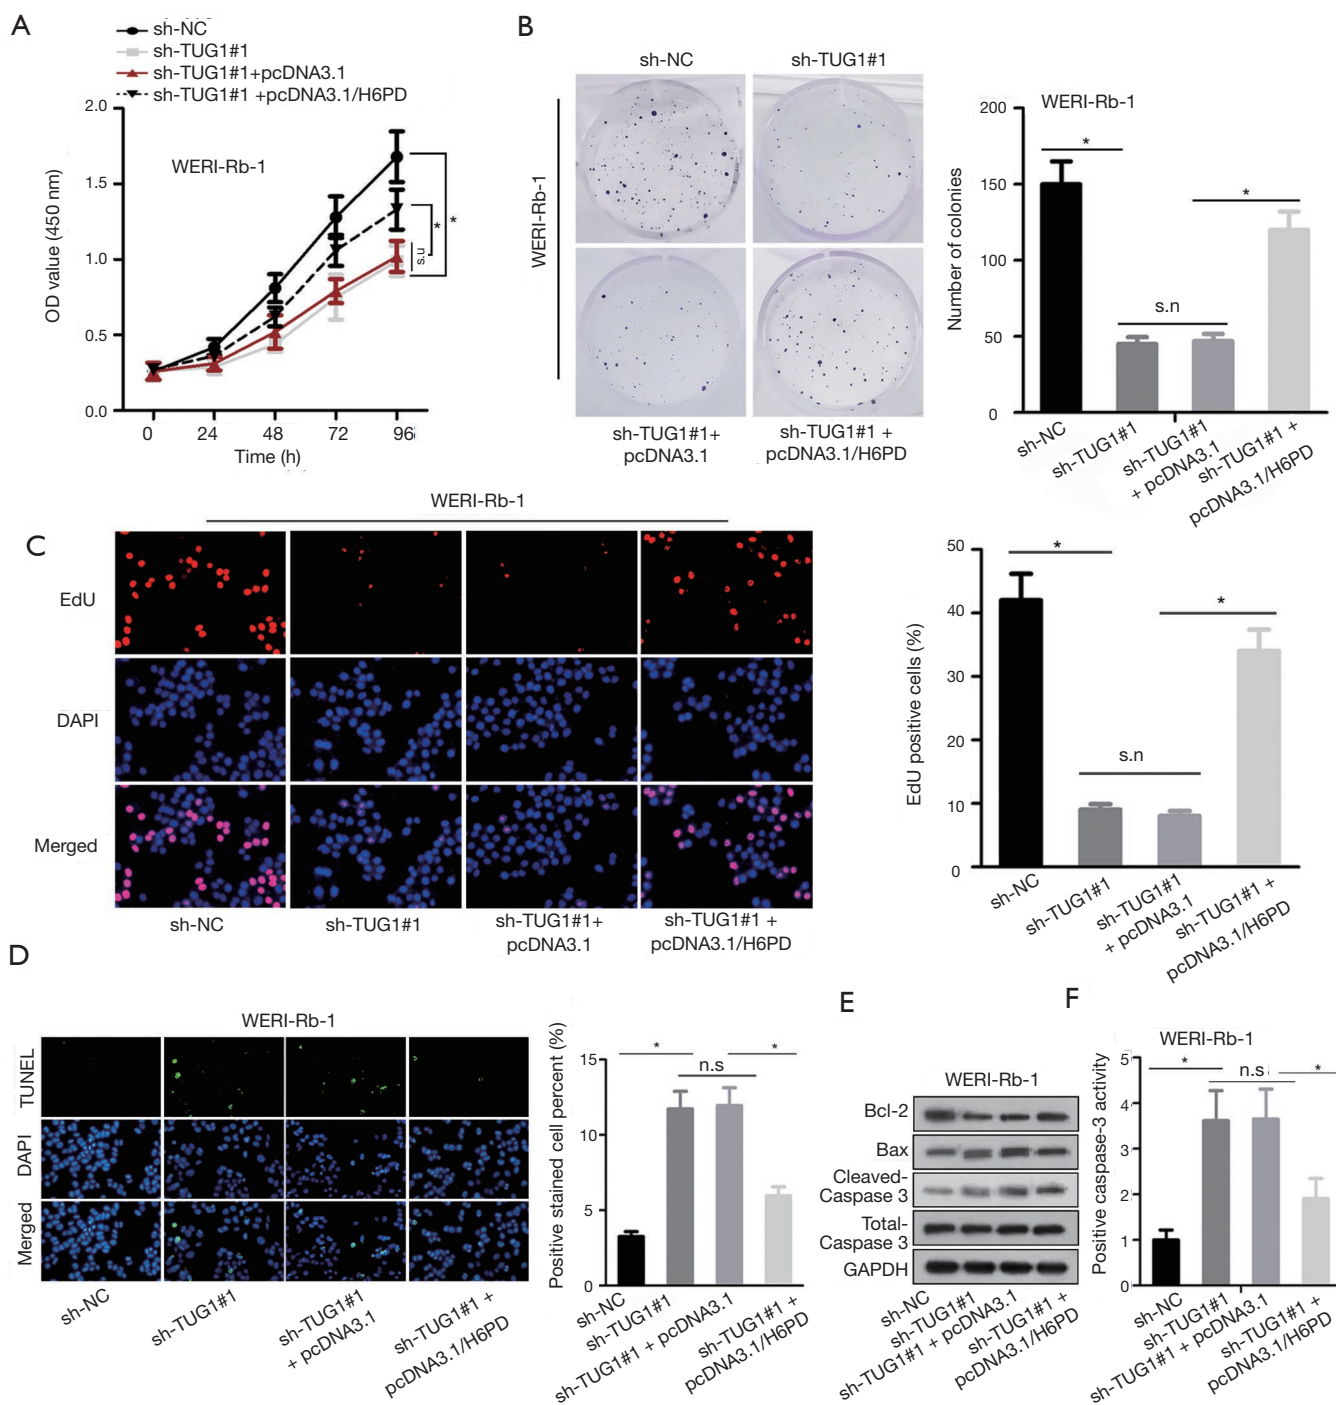 A
sh-NC
sh-TUG1#1
sh-TUG1#1+pcDNA3.1
sh-TUG1#1 +pcDNA3.1/H6PD
2.0
1.5
1.0
0.5
0.0
OD value (450 nm)
WERI-Rb-1
s.n
*
*
0 24 48 72 96
Time (h)
B
sh-NC sh-TUG1#1
WERI-Rb-1
sh-TUG1#1+
pcDNA3.1
sh-TUG1#1 +
pcDNA3.1/H6PD
WERI-Rb-1
200
150
100
50
0
Number of colonies
*
s.n
*
sh-NC
sh-TUG1#1
sh-TUG1#1
+ pcDNA3.1
sh-TUG1#1 +
pcDNA3.1/H6PD
C
WERI-Rb-1
EdU
DAPI
Merged
sh-NC
sh-TUG1#1
sh-TUG1#1+
pcDNA3.1
sh-TUG1#1 +
pcDNA3.1/H6PD
50
40
30
20
10
0
EdU positive cells (%)
*
s.n
*
sh-NC
sh-TUG1#1
sh-TUG1#1
+ pcDNA3.1
sh-TUG1#1 +
pcDNA3.1/H6PD
D
WERI-Rb-1
TUNEL
DAPI
Merged
sh-NC
sh-TUG1#1
sh-TUG1#1
+ pcDNA3.1
sh-TUG1#1 +
pcDNA3.1/H6PD
15
10
5
0
Positive stained cell percent (%)
*
n.s
*
sh-NC
sh-TUG1#1
sh-TUG1#1 + pcDNA3.1
sh-TUG1#1 +
pcDNA3.1/H6PD
E
WERI-Rb-1
Bcl-2
Bax
Cleaved-
Caspase 3
Total-
Caspase 3
GAPDH
sh-NC
sh-TUG1#1
sh-TUG1#1 + pcDNA3.1
sh-TUG1#1 +
pcDNA3.1/H6PD
F
WERI-Rb-1
5
4
3
2
1
0
Positive caspase-3 activity
*
n.s
*
sh-NC
sh-TUG1#1
sh-TUG1#1 + pcDNA3.1
sh-TUG1#1 +
pcDNA3.1/H6PD